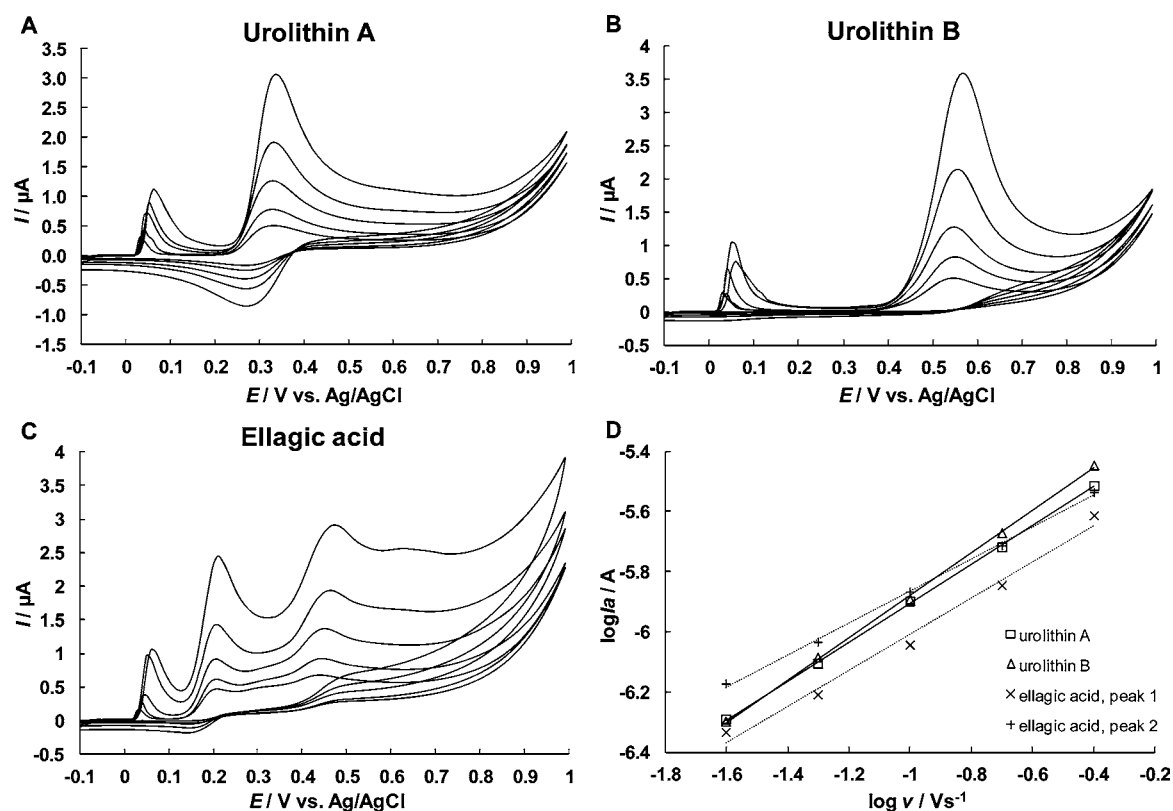 A
Urolithin A
3.5
3.0
2.5
2.0
1.5
1.0
0.5
0.0
-0.5
-1.0
-1.5
I / µA
-0.1 0 0.1 0.2 0.3 0.4 0.5 0.6 0.7 0.8 0.9 1
E / V vs. Ag/AgCl
B
Urolithin B
4
3.5
3
2.5
2
1.5
1
0.5
0
-0.5
I / µA
-0.1 0 0.1 0.2 0.3 0.4 0.5 0.6 0.7 0.8 0.9 1
E / V vs. Ag/AgCl
C
Ellagic acid
4
3.5
3
2.5
2
1.5
1
0.5
0
-0.5
I / µA
-0.1 0 0.1 0.2 0.3 0.4 0.5 0.6 0.7 0.8 0.9 1
E / V vs. Ag/AgCl
D
-5.4
-5.6
-5.8
-6
-6.2
-6.4
logIa / A
urolithin A
urolithin B
ellagic acid, peak 1
ellagic acid, peak 2
-1.8 -1.6 -1.4 -1.2 -1 -0.8 -0.6 -0.4 -0.2
log v / Vs⁻¹